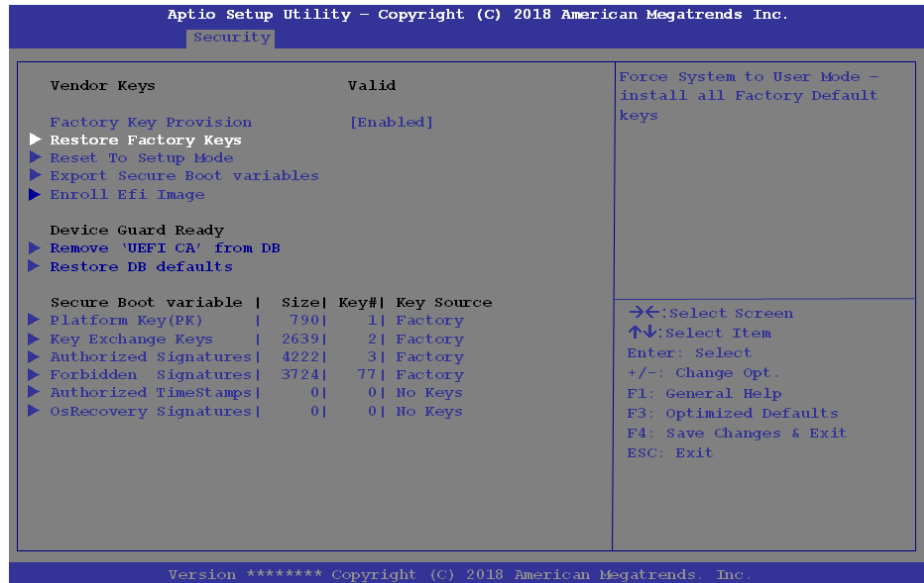 Aptio Setup Utility – Copyright (C) 2018 American Megatrends Inc.
Security
Vendor Keys Valid
Factory Key Provision [Enabled]
Restore Factory Keys
Reset To Setup Mode
Export Secure Boot variables
Enroll Efi Image
Device Guard Ready
Remove 'UEFI CA' from DB
Restore DB defaults
Secure Boot variable | Size| Key#| Key Source
Platform Key(PK) | 790| 1| Factory
Key Exchange Keys | 2639| 2| Factory
Authorized Signatures| 4222| 3| Factory
Forbidden Signatures| 3724| 77| Factory
Authorized TimeStamps| 0| 0| No Keys
OsRecovery Signatures| 0| 0| No Keys
Force System to User Mode –
install all Factory Default
keys
→←:Select Screen
↑↓:Select Item
Enter: Select
+/-: Change Opt.
F1: General Help
F3: Optimized Defaults
F4: Save Changes & Exit
ESC: Exit
Version ******** Copyright (C) 2018 American Megatrends. Inc.